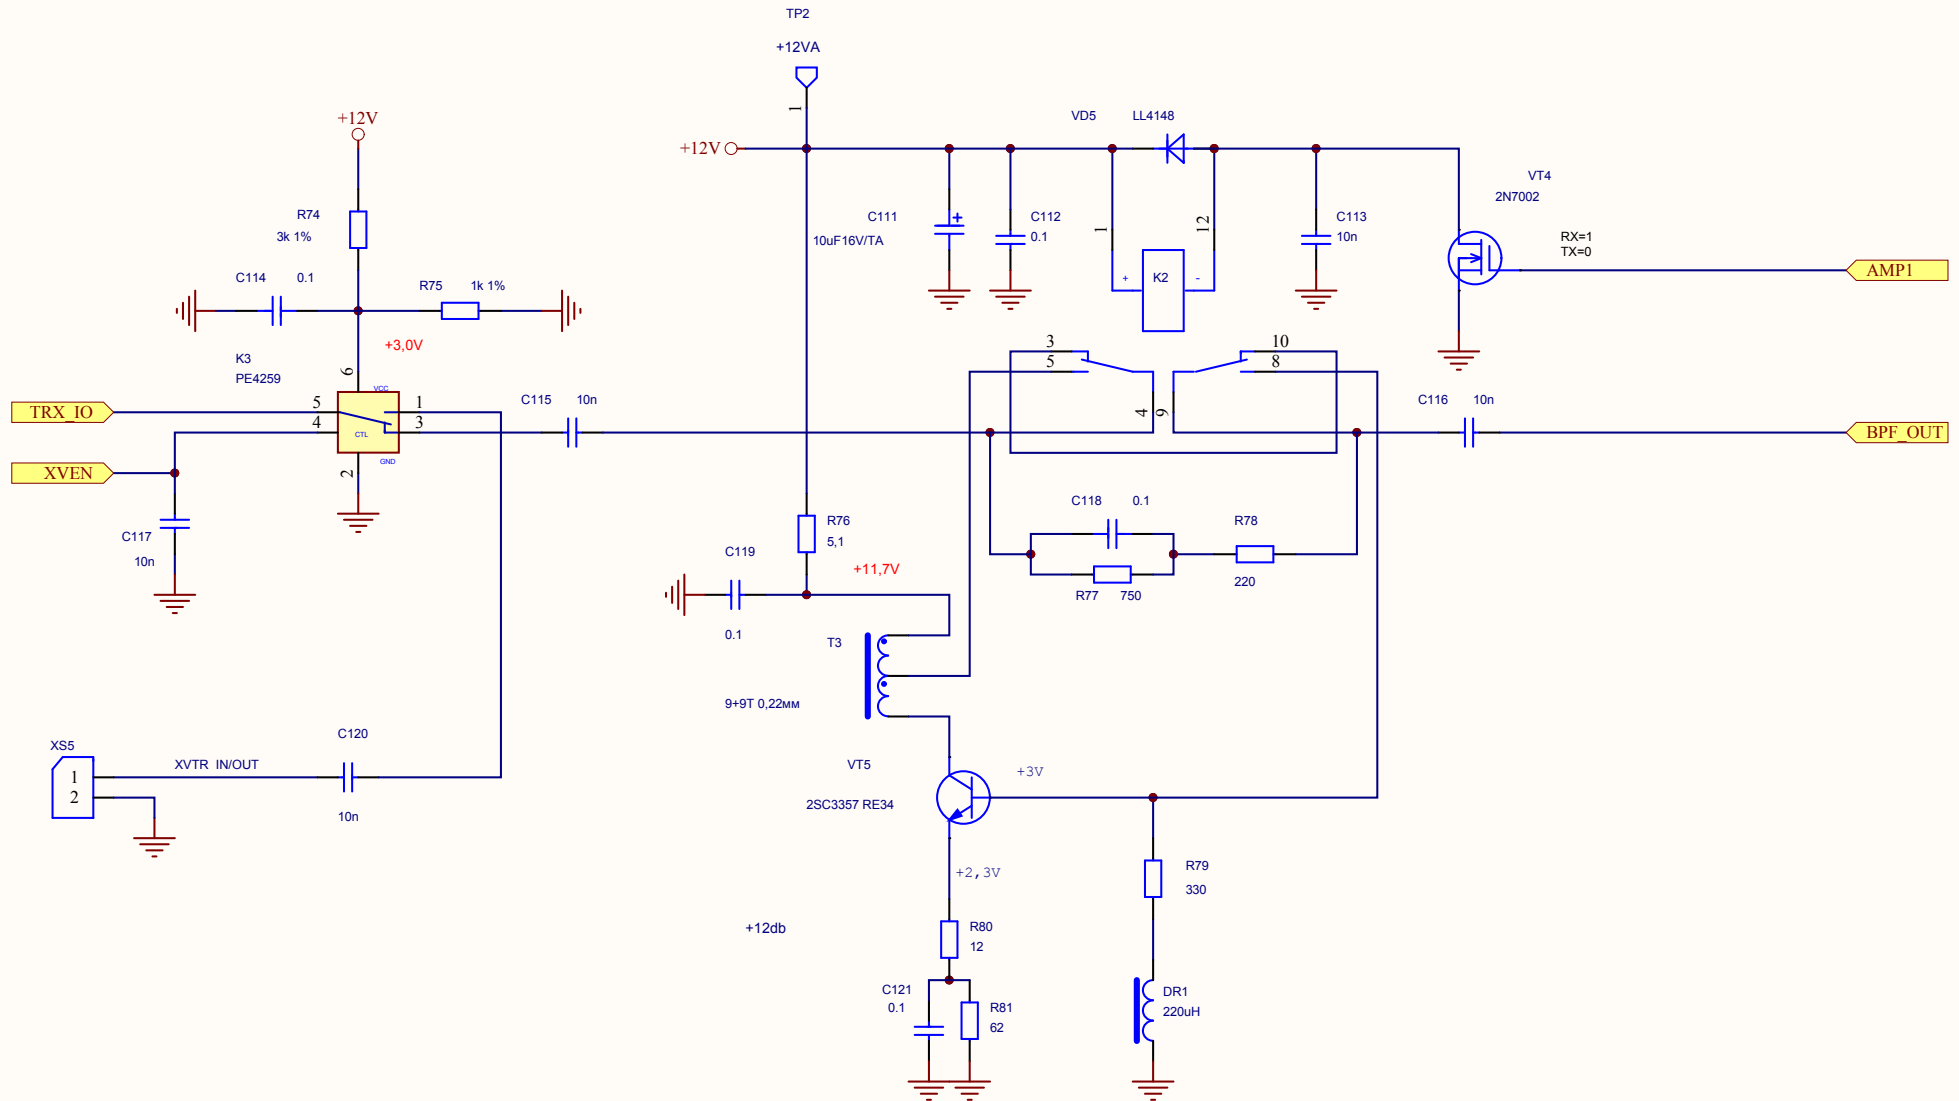 TP2
+12VA
1
+12V
+12V
VD5 LL4148
VT4
2N7002
R74
3k 1%
C111
10uF16V/TA
+
C112
0.1
1
12
C113
10n
RX=1
TX=0
AMP1
C114 0.1
R75 1k 1%
+ K2 -
+3,0V
K3
PE4259
6
VCC
3
5
10
8
TRX_IO
5
4
1
3
CTL
GND
2
C115 10n
4
9
C116 10n
BPF_OUT
XVEN
C117
10n
C118 0.1
R76
5,1
R78
220
C119
0.1
+11,7V
R77 750
T3
9+9T 0,22мм
XS5
1
2
XVTR IN/OUT
C120
10n
VT5
2SC3357 RE34
+3V
+2,3V
R79
330
+12db
R80
12
C121
0.1
R81
62
DR1
220uH